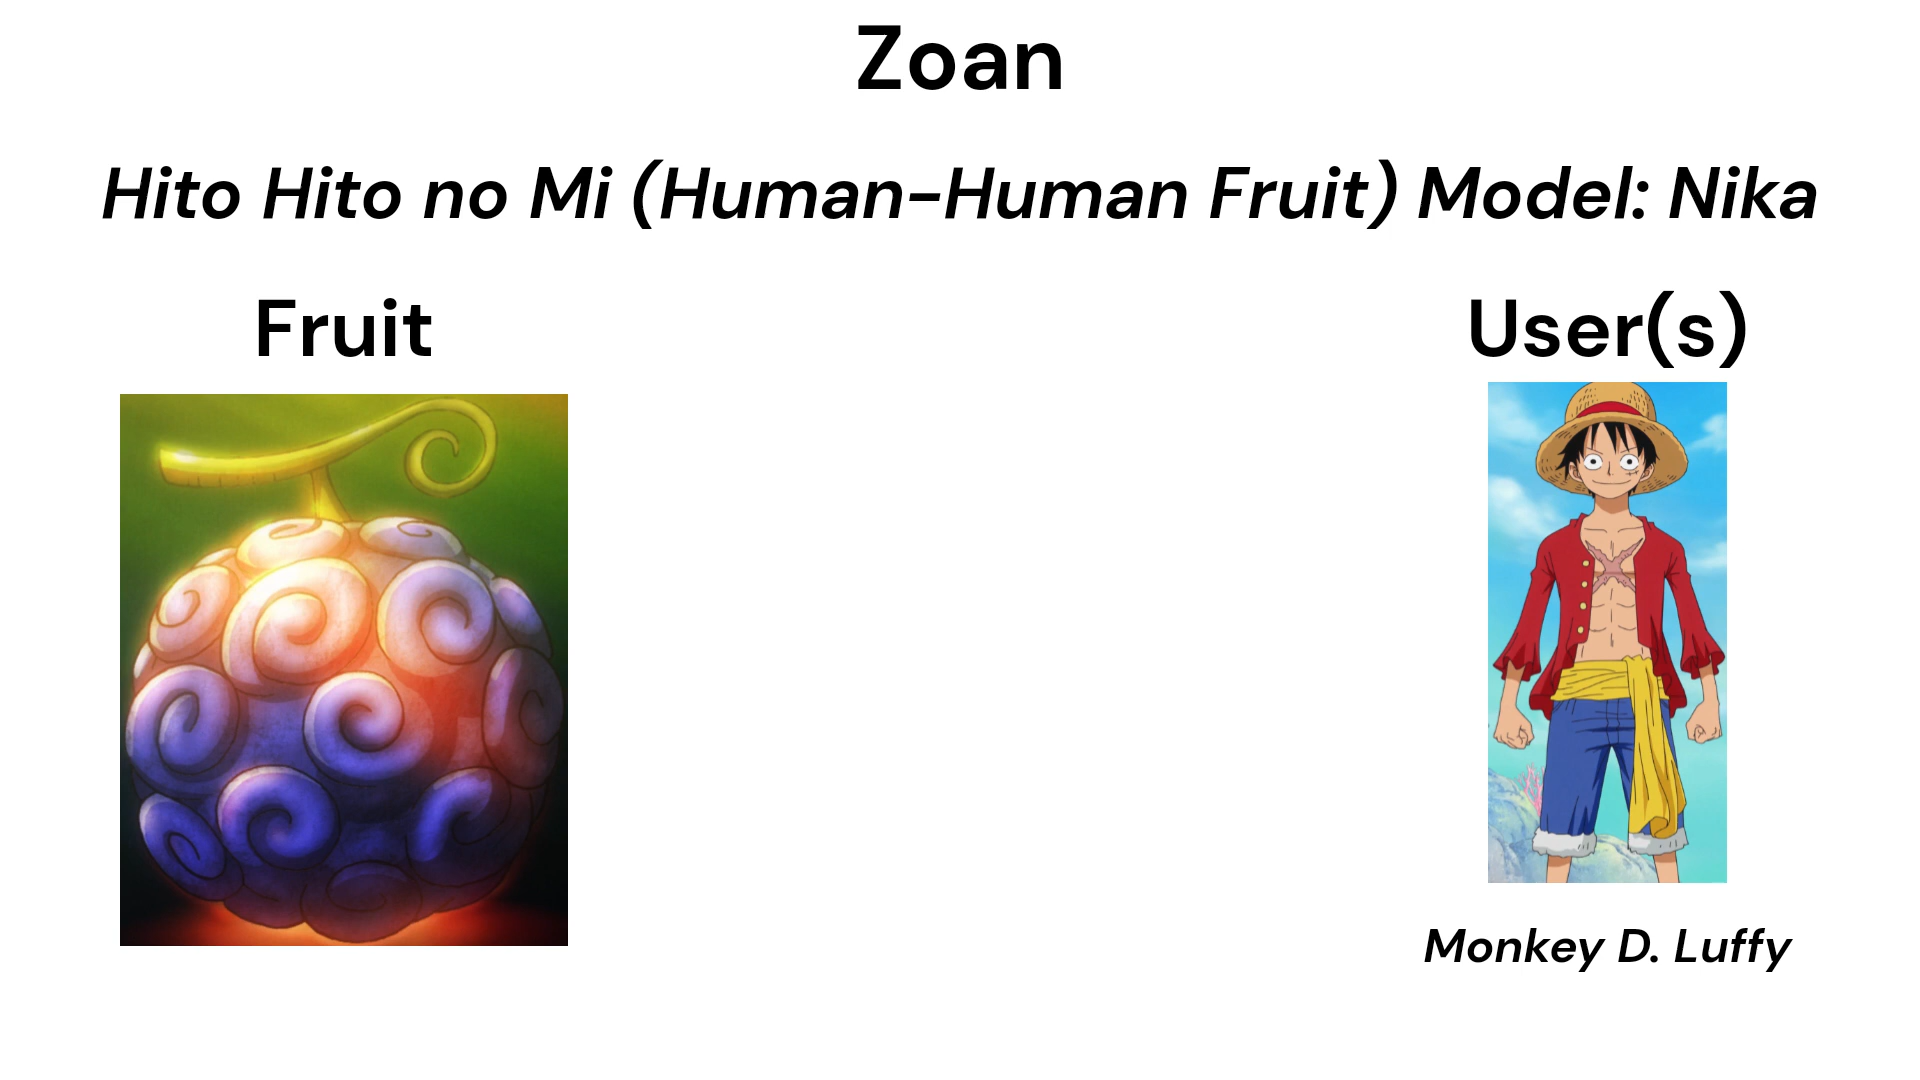 Zoan
Hito Hito no Mi (Human-Human Fruit) Model: Nika
Fruit
User(s)
Monkey D. Luffy